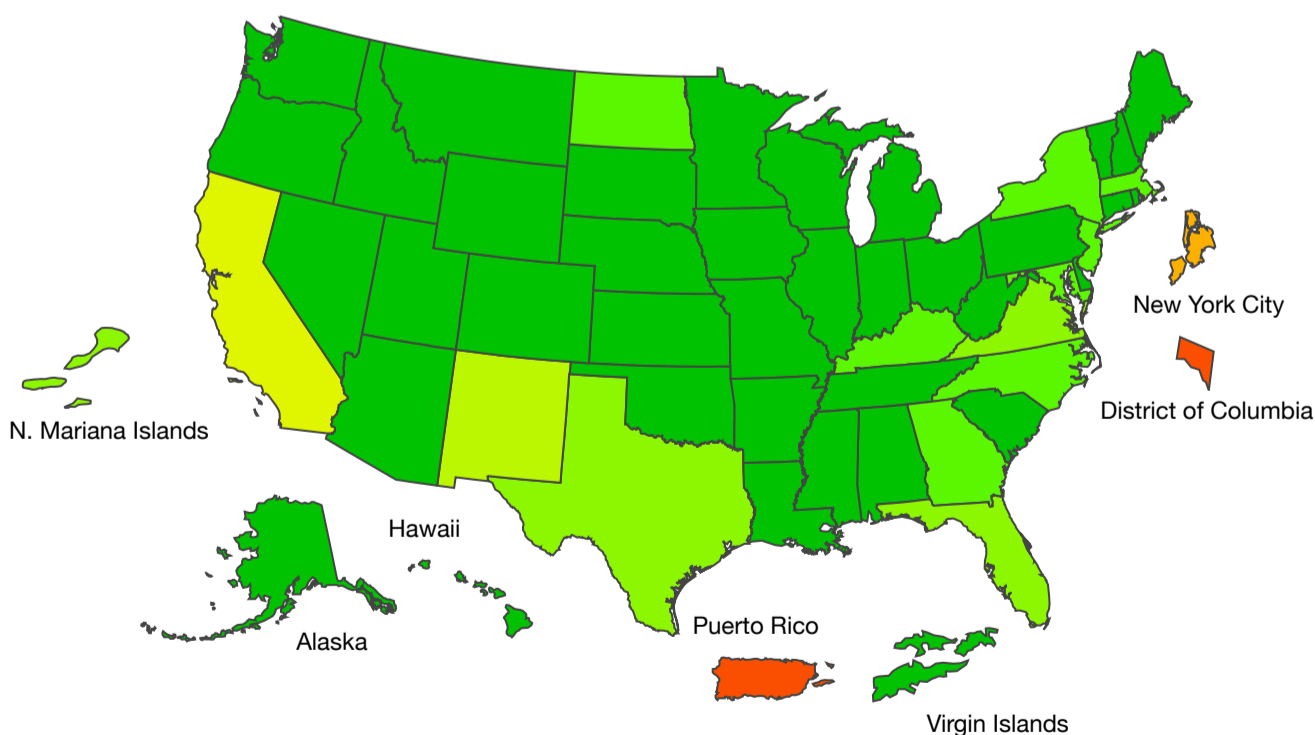 New York City
District of Columbia
N. Mariana Islands
Hawaii
Alaska
Puerto Rico
Virgin Islands